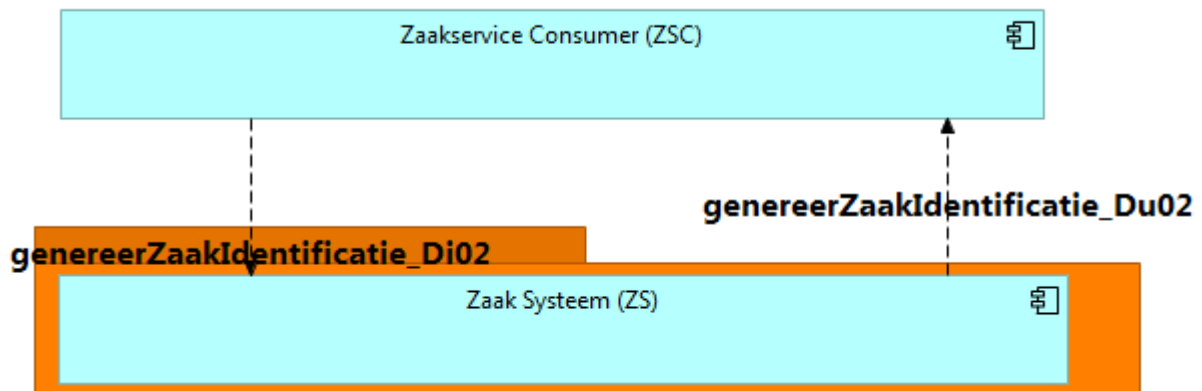 Zaakservice Consumer (ZSC)
genereerZaakIdentificatie_Du02
genereerZaakIdentificatie_Di02
Zaak Systeem (ZS)